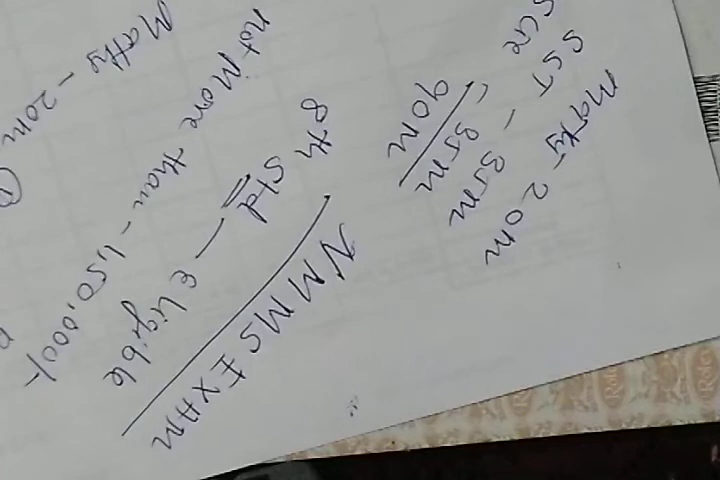 NMMS EXAM
8th Std — Eligible
Not More than - 1,50,000/-
Maths - 20m
Maths - 20m
SST - 35m
Sci - 35m
90m